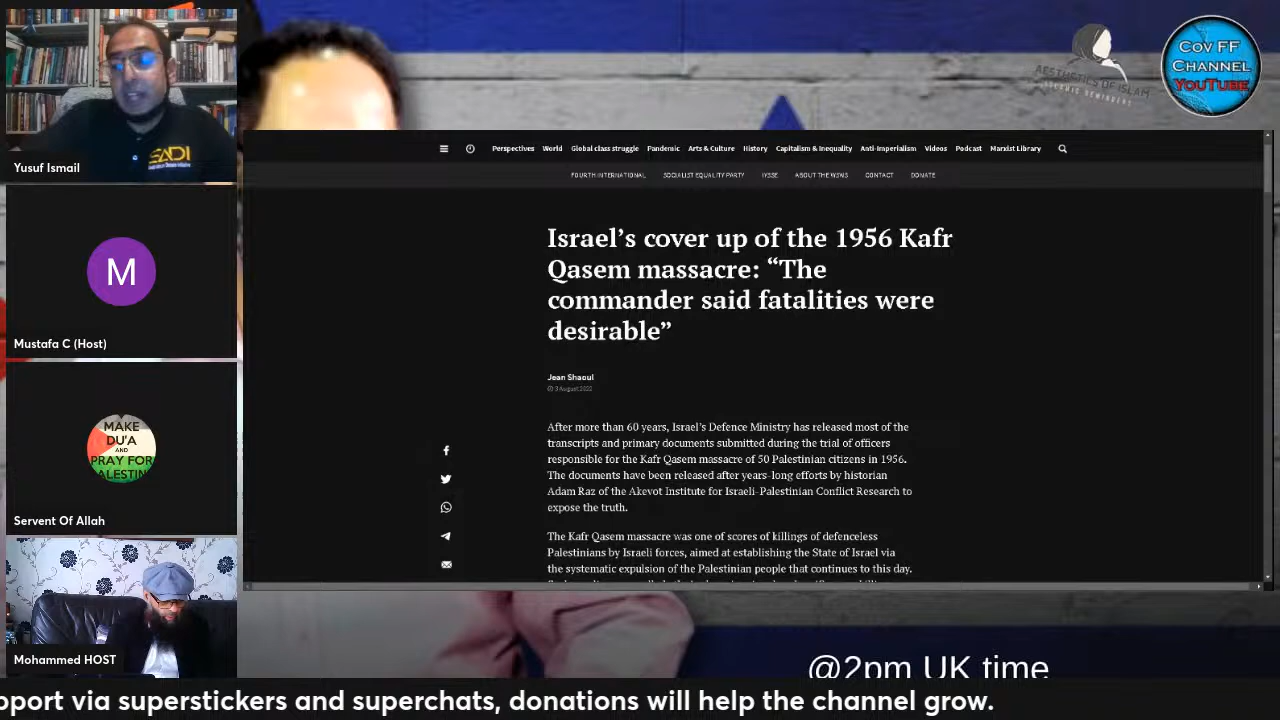 Cov FF
Channel
YouTube
AESTHETICS OF ISLAM
ISLAMIC REMINDERS
Yusuf Ismail
M
Mustafa C (Host)
MAKE
DU'A
AND
PRAY FOR
PALESTIN
Servent Of Allah
Mohammed HOST
Perspectives World Global class struggle Pandemic Arts & Culture History Capitalism & Inequality Anti-Imperialism Videos Podcast Marxist Library
FOURTH INTERNATIONAL SOCIALIST EQUALITY PARTY IYSSE ABOUT THE WSWS CONTACT DONATE
Israel's cover up of the 1956 Kafr
Qasem massacre: “The
commander said fatalities were
desirable”
Jean Shaoul
3 August 2022
After more than 60 years, Israel's Defence Ministry has released most of the
transcripts and primary documents submitted during the trial of officers
responsible for the Kafr Qasem massacre of 50 Palestinian citizens in 1956.
The documents have been released after years-long efforts by historian
Adam Raz of the Akevot Institute for Israeli-Palestinian Conflict Research to
expose the truth.
The Kafr Qasem massacre was one of scores of killings of defenceless
Palestinians by Israeli forces, aimed at establishing the State of Israel via
the systematic expulsion of the Palestinian people that continues to this day.
@2pm UK time
pport via superstickers and superchats, donations will help the channel grow.